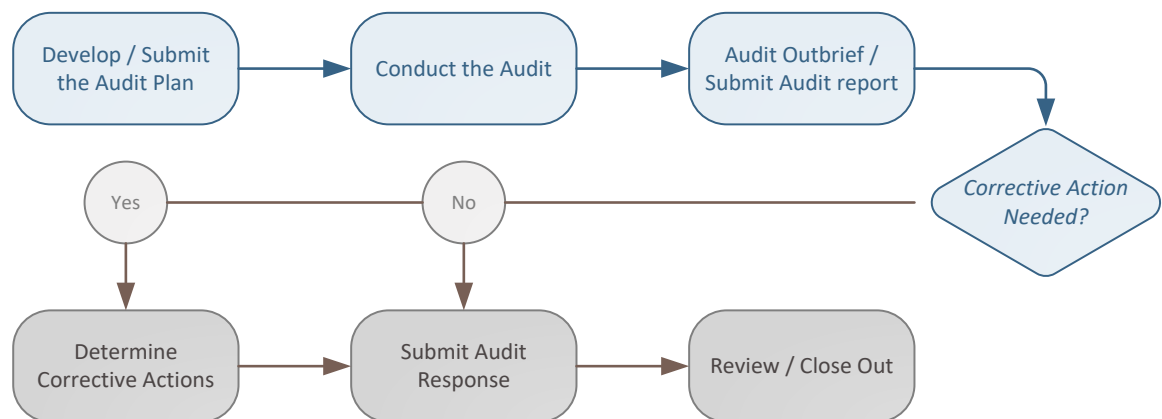 Develop / Submit
the Audit Plan
Conduct the Audit
Audit Outbrief /
Submit Audit report
Corrective Action
Needed?
Yes
No
Determine
Corrective Actions
Submit Audit
Response
Review / Close Out